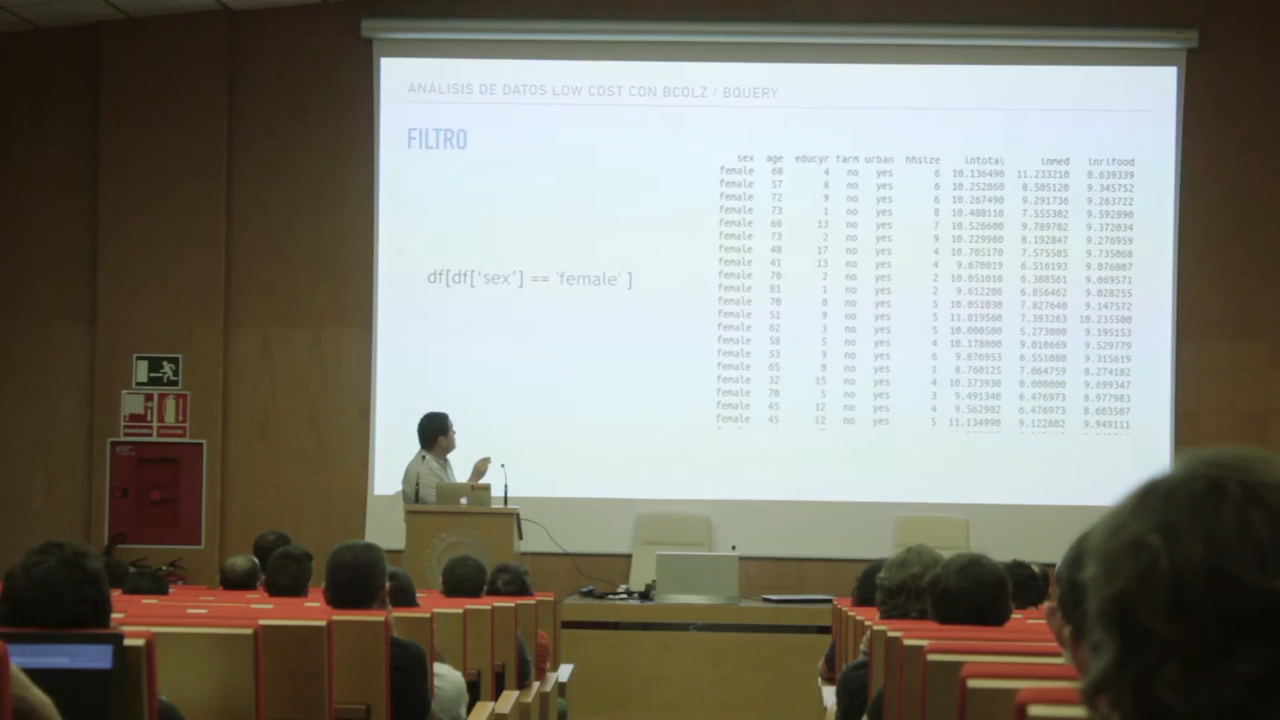 ANÁLISIS DE DATOS LOW COST CON BCOLZ / BQUERY
FILTRO
df[df['sex'] == 'female' ]
sex age educyr farm urban hhsize lntotal lnmed lnrlfood
female 68 4 no yes 6 10.136490 11.233210 8.639339
female 57 8 no yes 6 10.252060 8.505120 9.345752
female 72 9 no yes 6 10.267490 9.291736 9.263722
female 73 1 no yes 8 10.488110 7.555382 9.592890
female 66 13 no yes 7 10.526600 9.789702 9.372034
female 73 2 no yes 9 10.229960 8.192847 9.276959
female 48 17 no yes 4 10.705170 7.575585 9.735068
female 41 13 no yes 4 9.670019 6.516193 9.076807
female 70 2 no yes 2 10.051010 6.388561 9.069571
female 81 1 no yes 2 9.612206 6.856462 9.028255
female 70 0 no yes 5 10.051030 7.827640 9.147572
female 51 9 no yes 5 11.019560 7.393263 10.235500
female 62 3 no yes 5 10.000500 5.273000 9.195153
female 58 5 no yes 4 10.178800 9.010669 9.529779
female 53 9 no yes 6 9.876953 6.551080 9.315619
female 65 0 no yes 1 8.760125 7.064759 8.274182
female 32 15 no yes 4 10.373930 0.000000 9.699347
female 70 5 no yes 3 9.491340 6.476973 8.977983
female 45 12 no yes 4 9.562902 6.476973 8.603507
female 45 12 no yes 5 11.134990 9.122602 9.949111